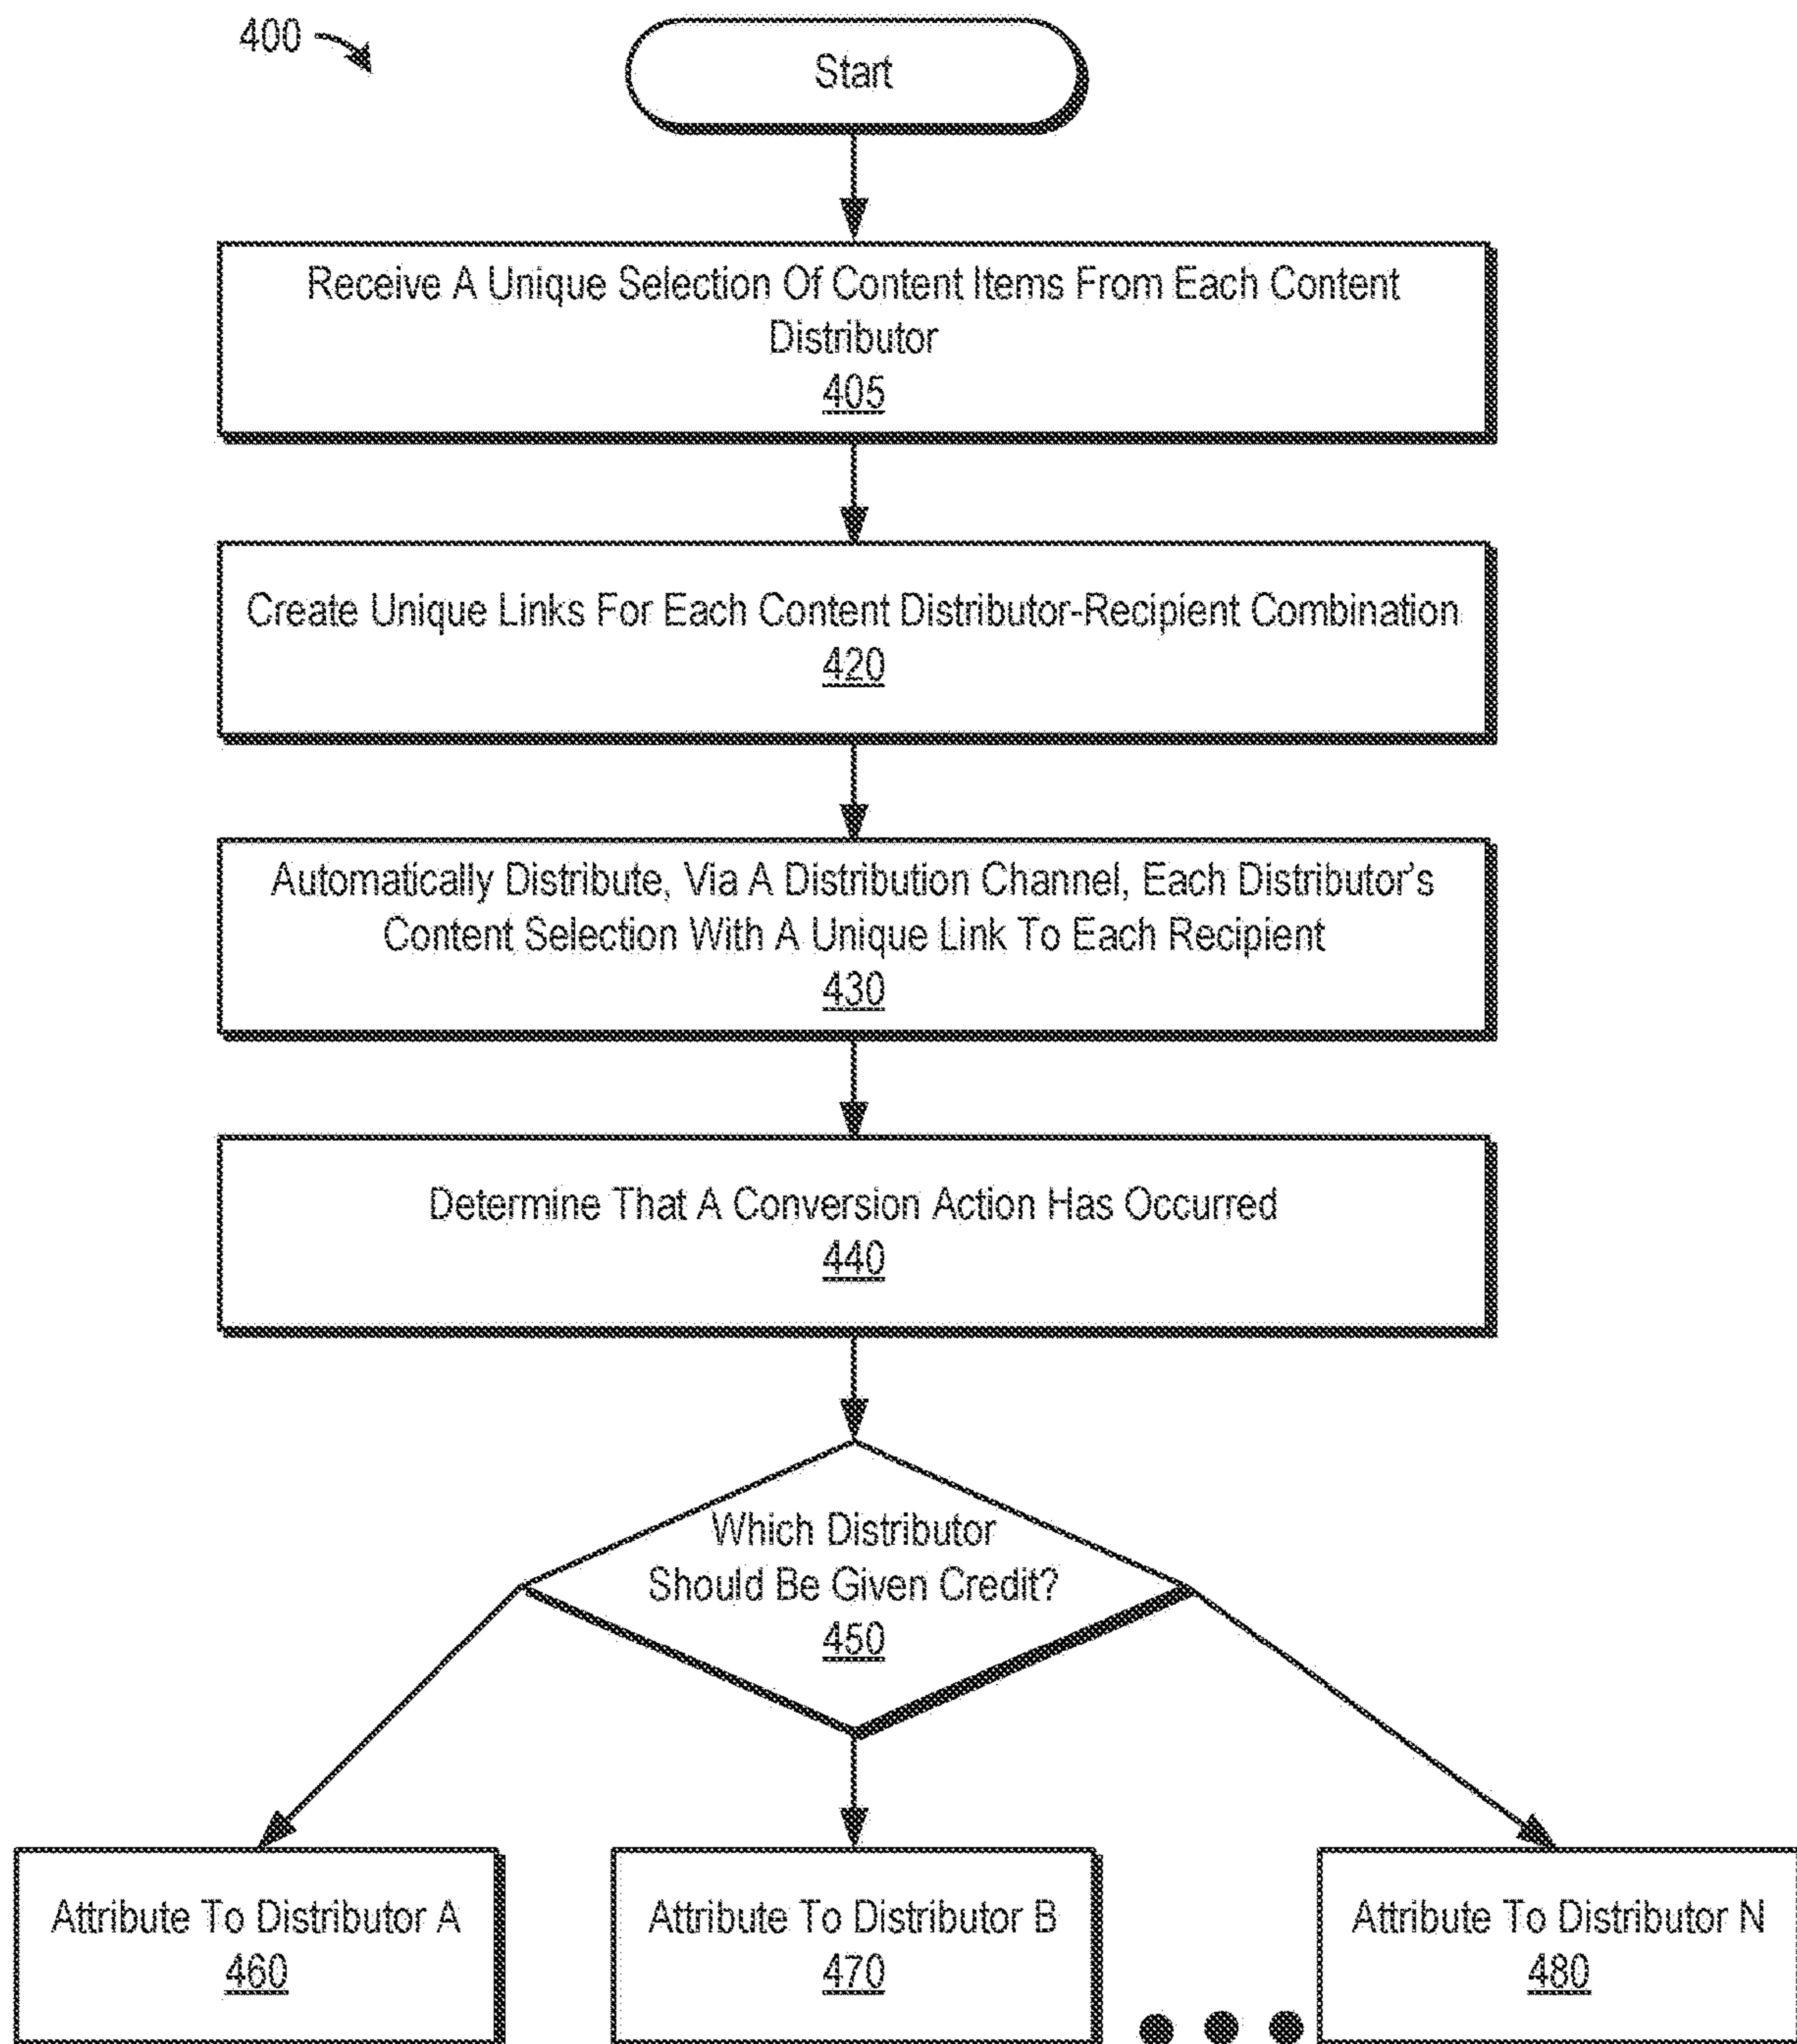 400
Start
Receive A Unique Selection Of Content Items From Each Content
Distributor
405
Create Unique Links For Each Content Distributor-Recipient Combination
420
Automatically Distribute, Via A Distribution Channel, Each Distributor's
Content Selection With A Unique Link To Each Recipient
430
Determine That A Conversion Action Has Occurred
440
Which Distributor
Should Be Given Credit?
450
Attribute To Distributor A
460
Attribute To Distributor B
470
Attribute To Distributor N
480